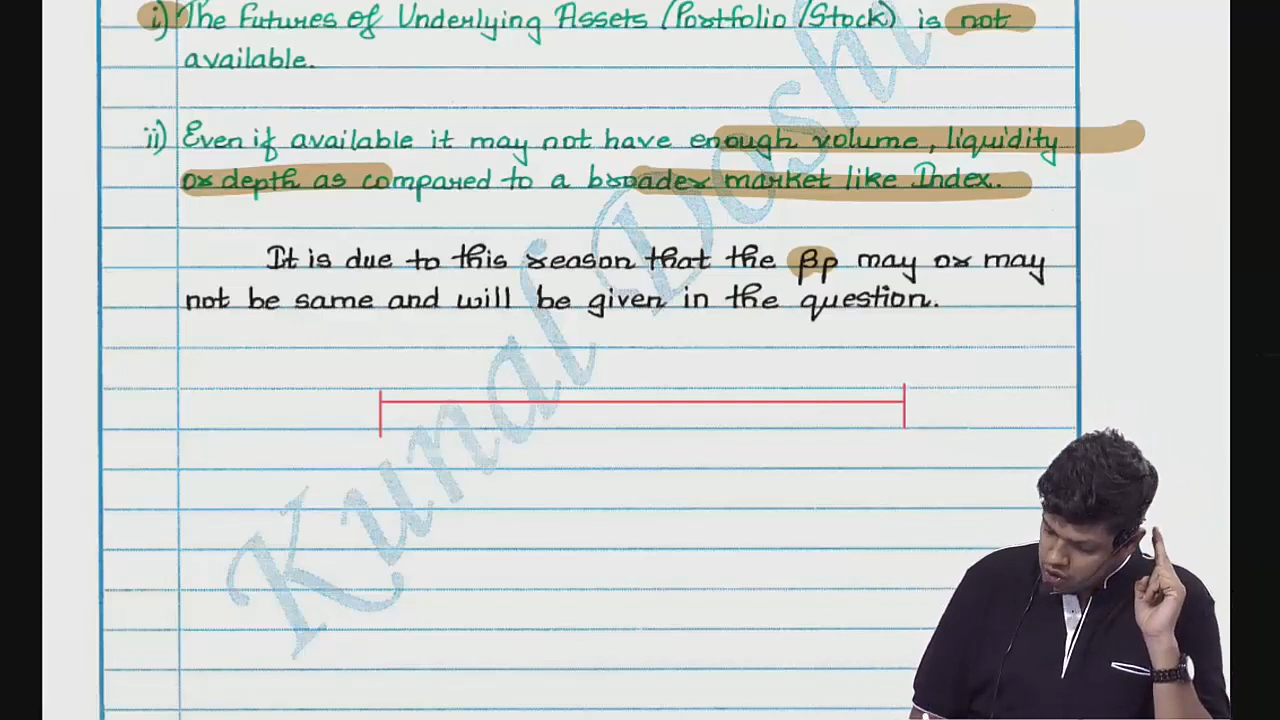 i) The Futures of Underlying Assets (Portfolio /Stock) is not
available.
ii) Even if available it may not have enough volume, liquidity
or depth as compared to a broader market like Index.
It is due to this reason that the βp may or may
not be same and will be given in the question.
Kunal Doshi